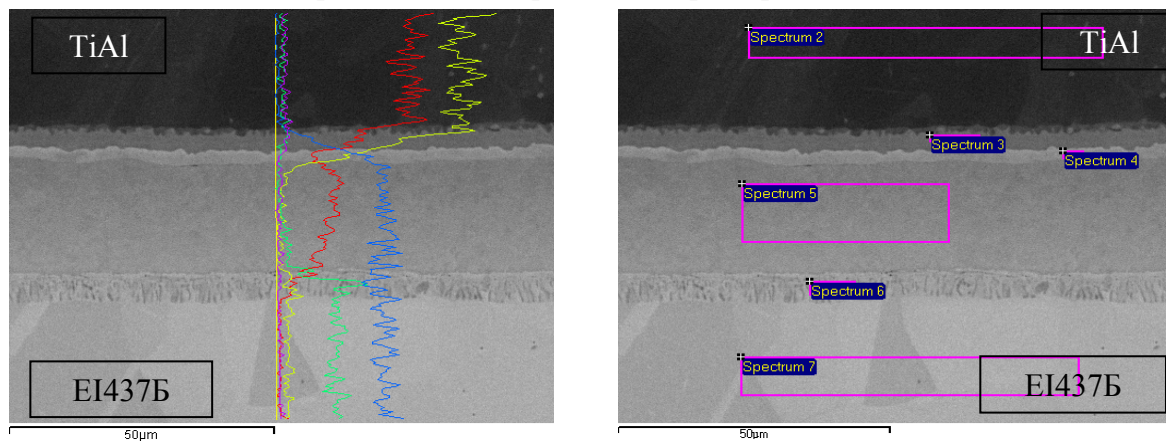 TiAl
EI437Б
50µm
Spectrum 2
TiAl
Spectrum 3
Spectrum 4
Spectrum 5
Spectrum 6
Spectrum 7
EI437Б
50µm